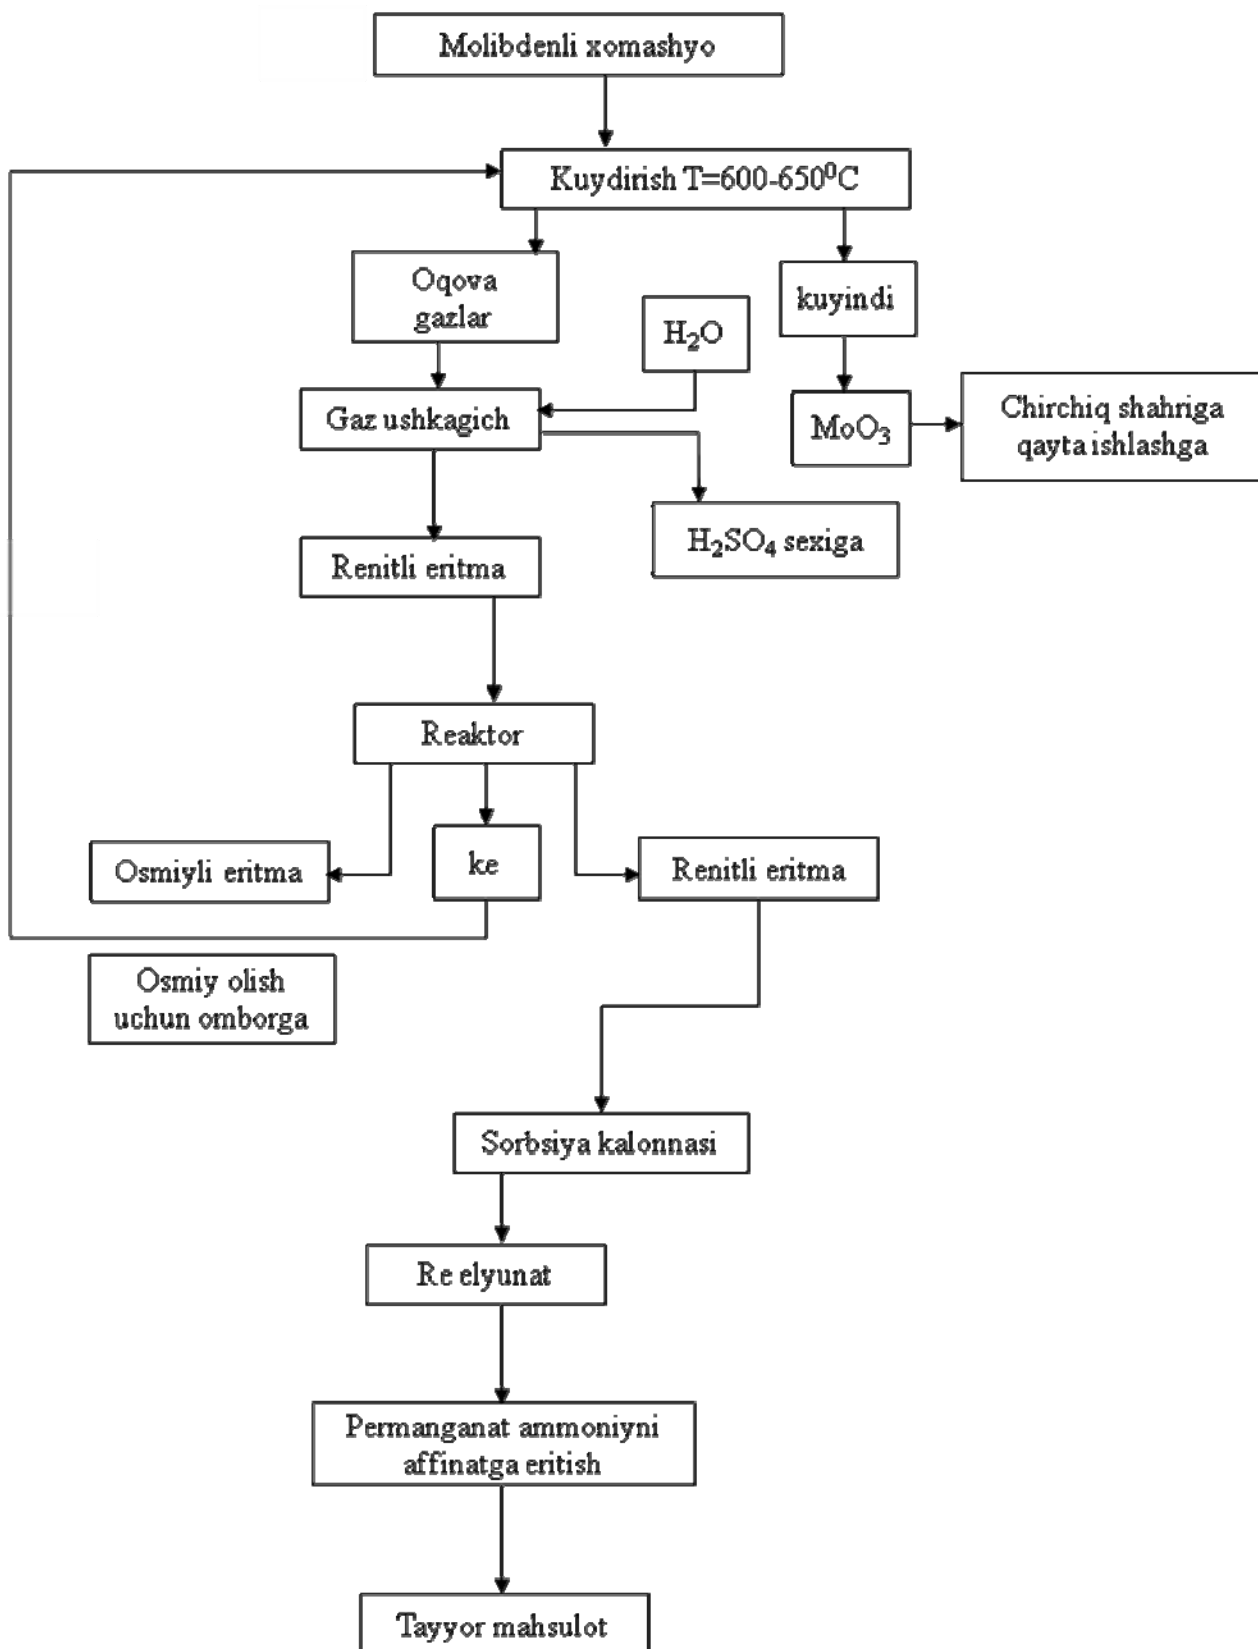 Molibdenli xomashyo
Kuydirish T=600-650⁰C
Oqova
gazlar
kuyindi
H₂O
Gaz ushkagich
MoO₃
Chirchiq shahriga
qayta ishlashga
H₂SO₄ sexiga
Renitli eritma
Reaktor
Osmiyli eritma
ke
Renitli eritma
Osmiy olish
uchun omborga
Sorbsiya kalonnasi
Re elyunat
Permanganat ammoniyni
affinatga eritish
Tayyor mahsulot